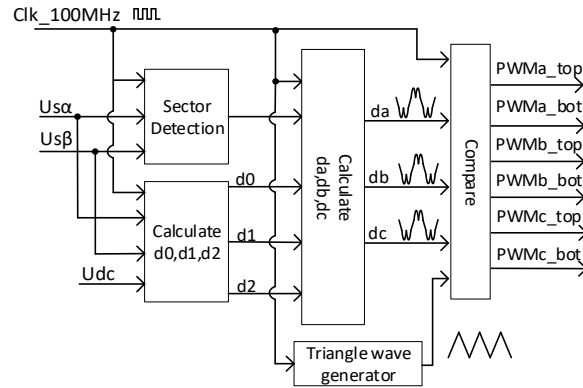 Clk_100MHz
Usα
Usβ
Udc
Sector
Detection
Calculate
d0,d1,d2
d0
d1
d2
Calculate
da,db,dc
da
db
dc
Triangle wave
generator
Compare
PWMa_top
PWMa_bot
PWMb_top
PWMb_bot
PWMc_top
PWMc_bot